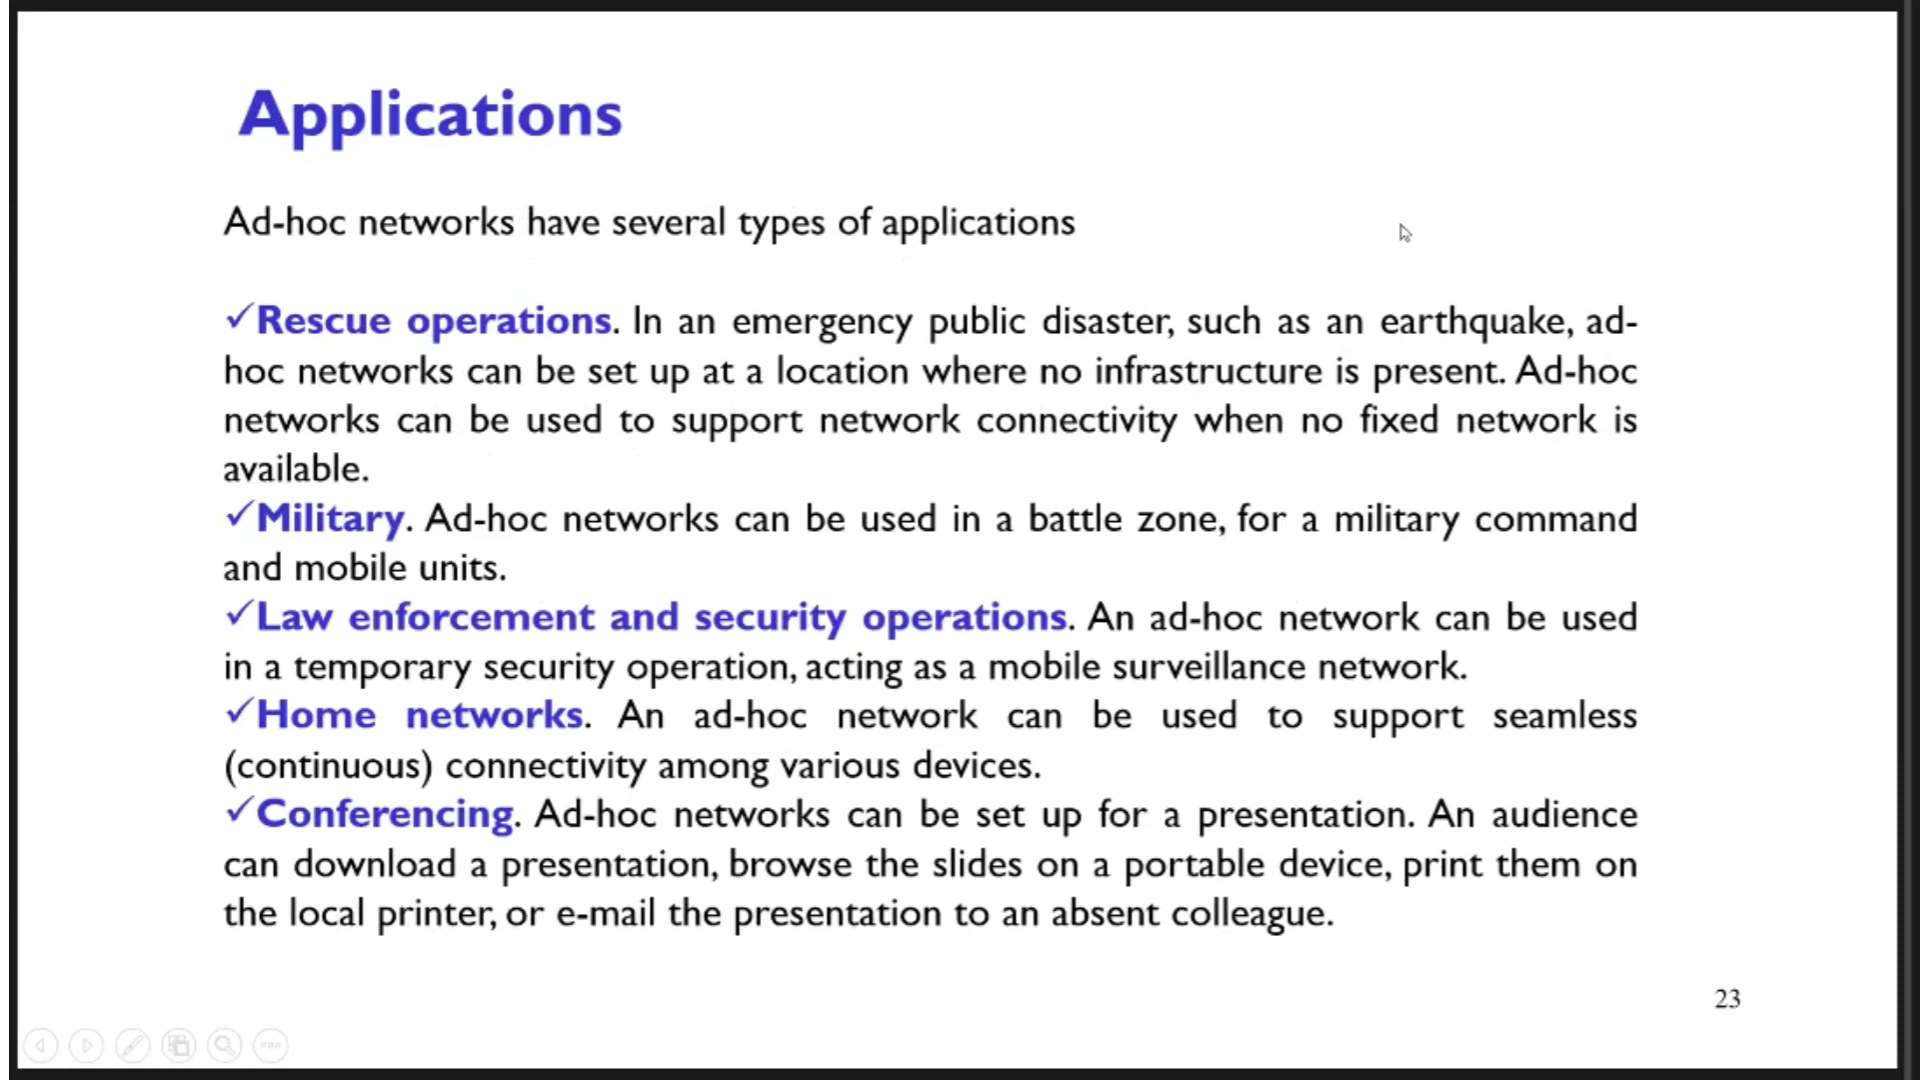 Applications
Ad-hoc networks have several types of applications
✓Rescue operations. In an emergency public disaster, such as an earthquake, ad-
hoc networks can be set up at a location where no infrastructure is present. Ad-hoc
networks can be used to support network connectivity when no fixed network is
available.
✓Military. Ad-hoc networks can be used in a battle zone, for a military command
and mobile units.
✓Law enforcement and security operations. An ad-hoc network can be used
in a temporary security operation, acting as a mobile surveillance network.
✓Home networks. An ad-hoc network can be used to support seamless
(continuous) connectivity among various devices.
✓Conferencing. Ad-hoc networks can be set up for a presentation. An audience
can download a presentation, browse the slides on a portable device, print them on
the local printer, or e-mail the presentation to an absent colleague.
23